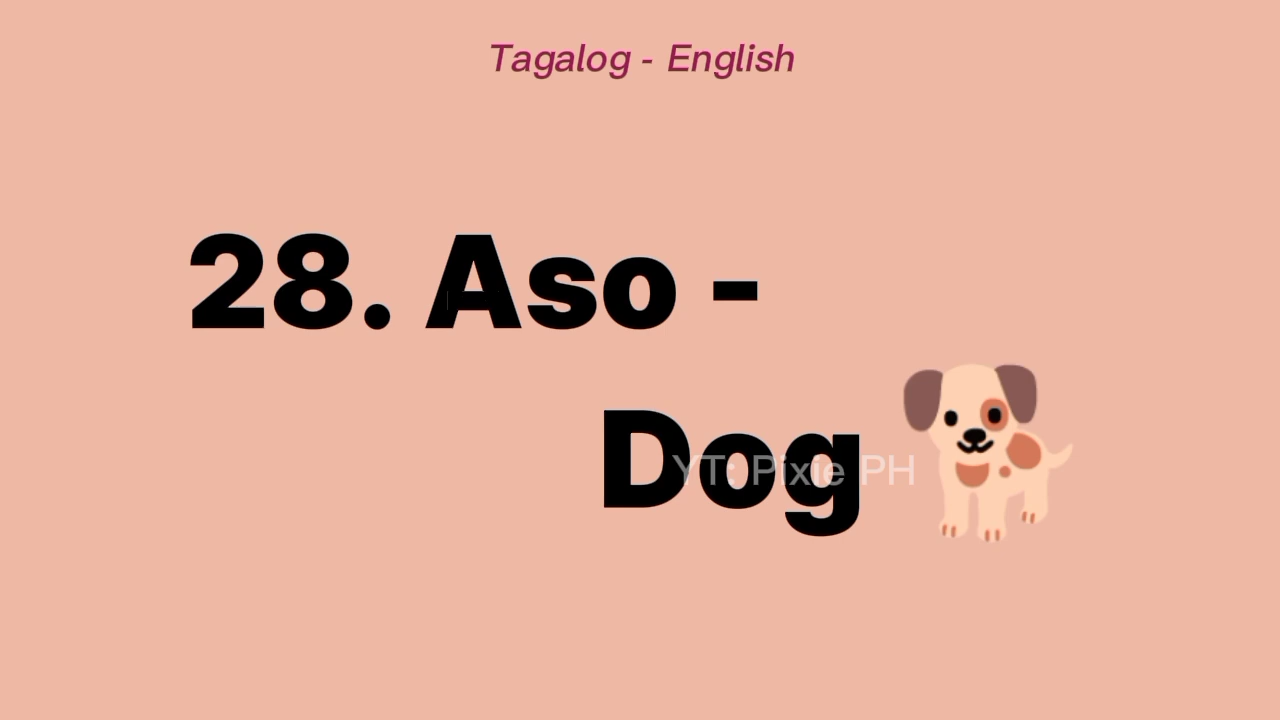 Tagalog - English
28. Aso -
Dog
YT: Pixie PH